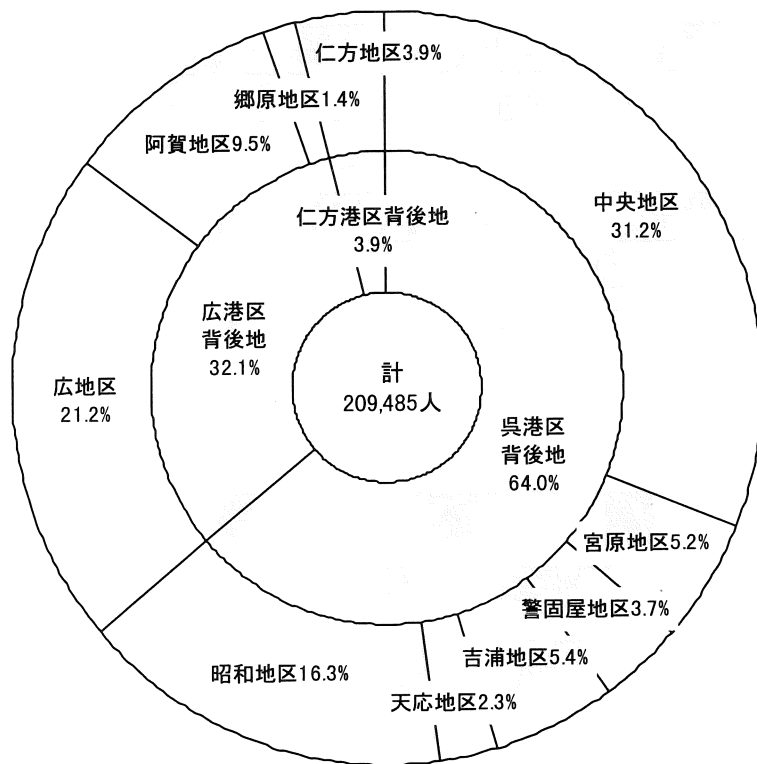 仁方地区3.9%
郷原地区1.4%
阿賀地区9.5%
中央地区
31.2%
仁方港区背後地
3.9%
広港区
背後地
32.1%
計
209,485人
広地区
21.2%
呉港区
背後地
64.0%
宮原地区5.2%
警固屋地区3.7%
吉浦地区5.4%
昭和地区16.3%
天応地区2.3%